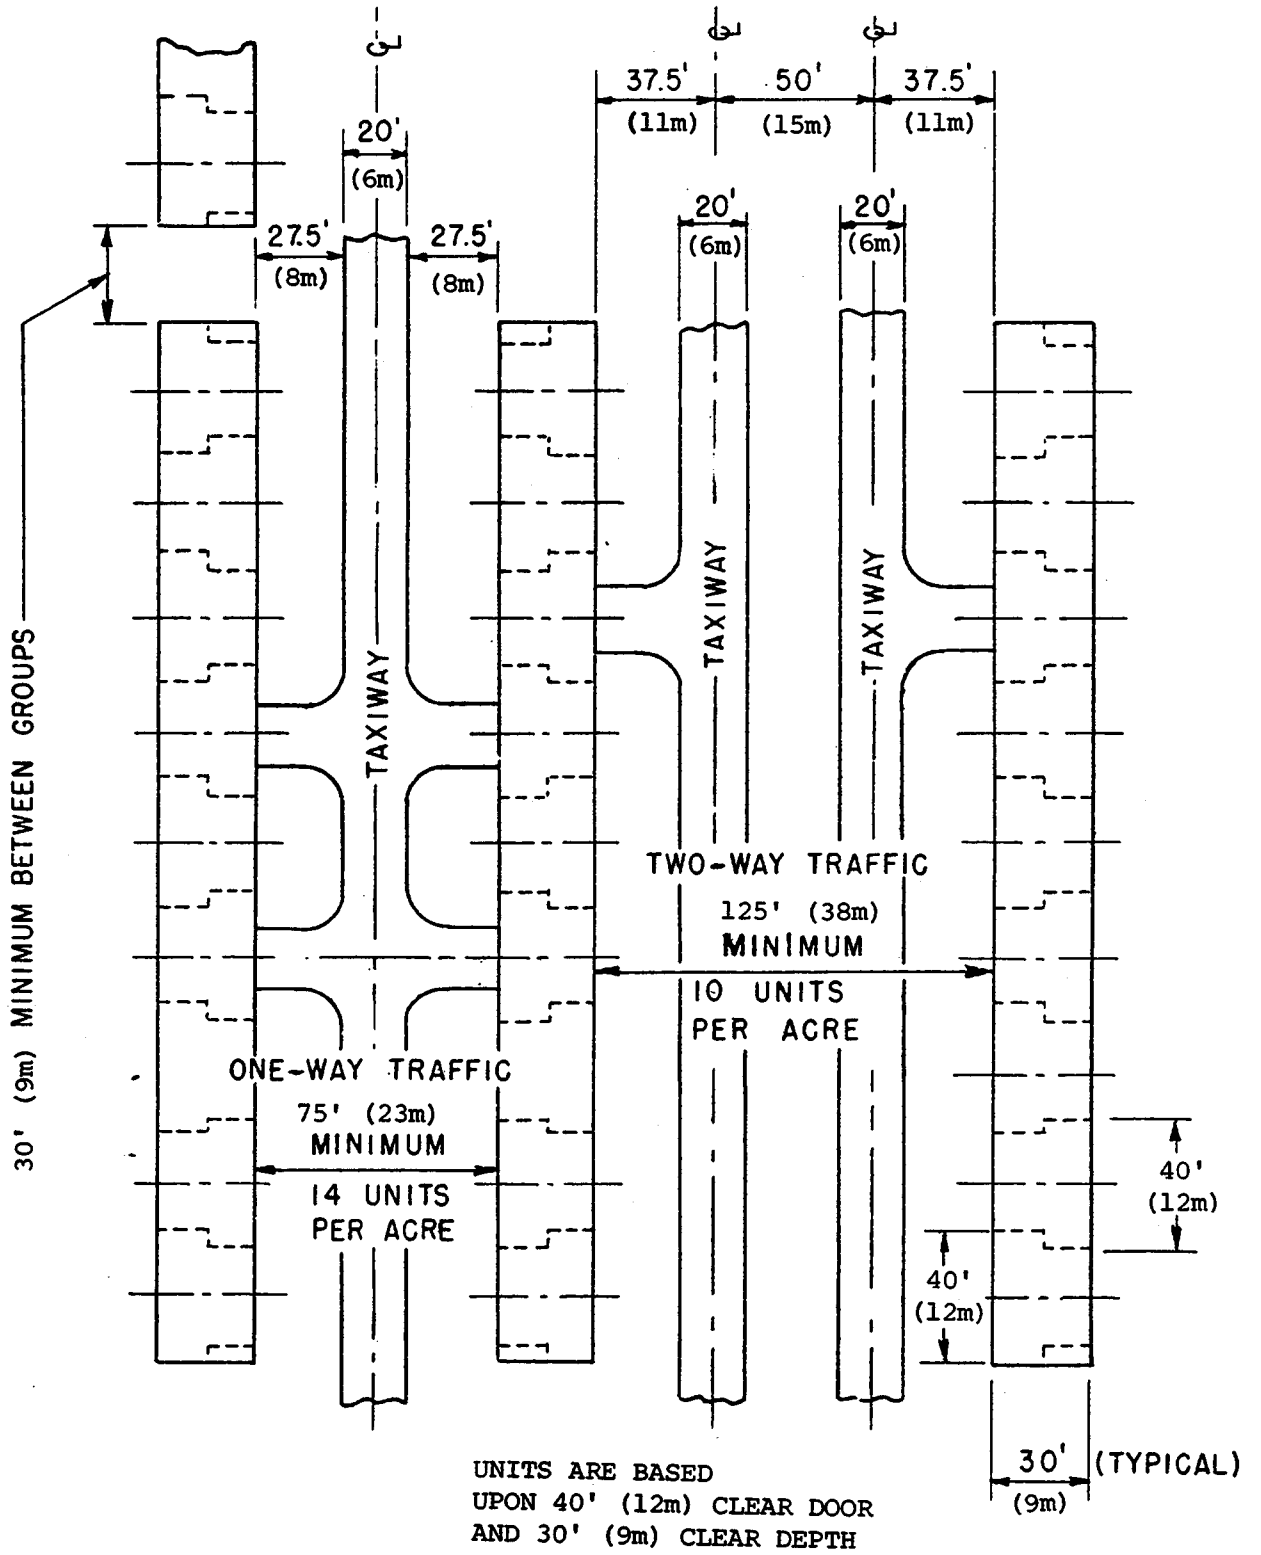 ℄
℄
℄
37.5'
50'
37.5'
(11m)
(15m)
(11m)
20'
(6m)
20'
(6m)
20'
(6m)
27.5'
(8m)
27.5'
(8m)
30' (9m) MINIMUM BETWEEN GROUPS
TAXIWAY
TAXIWAY
TAXIWAY
TWO-WAY TRAFFIC
125' (38m)
MINIMUM
10 UNITS
PER ACRE
ONE-WAY TRAFFIC
75' (23m)
MINIMUM
14 UNITS
PER ACRE
40'
(12m)
40'
(12m)
30' (TYPICAL)
(9m)
UNITS ARE BASED
UPON 40' (12m) CLEAR DOOR
AND 30' (9m) CLEAR DEPTH